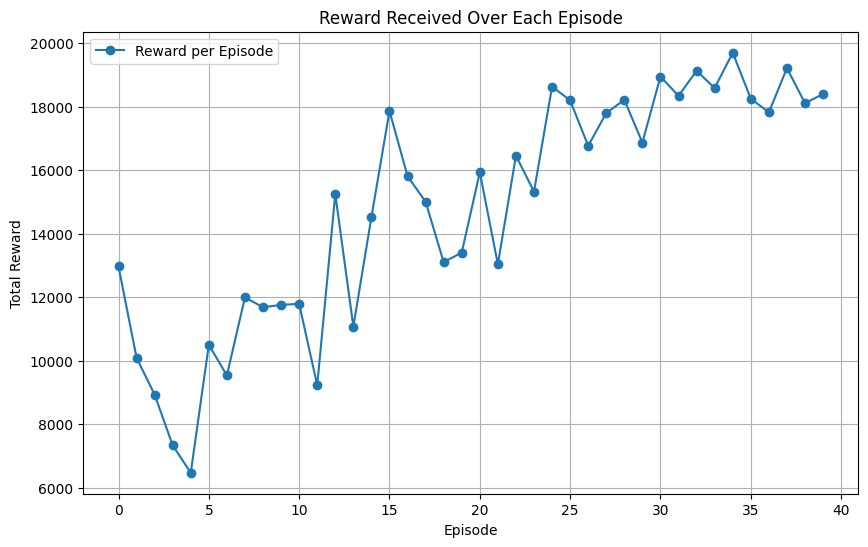 Reward Received Over Each Episode
Reward per Episode
Total Reward
20000
18000
16000
14000
12000
10000
8000
6000
0 5 10 15 20 25 30 35 40
Episode